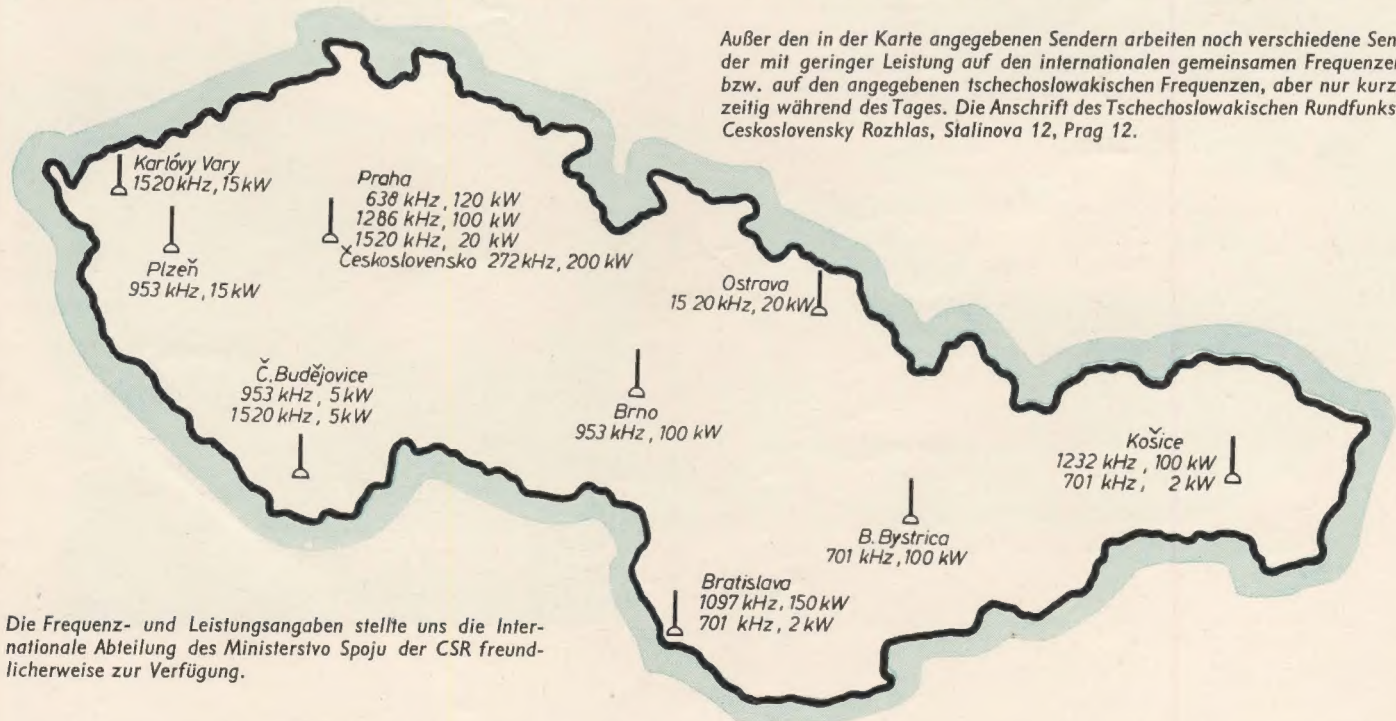 Außer den in der Karte angegebenen Sendern arbeiten noch verschiedene Sen-
der mit geringer Leistung auf den internationalen gemeinsamen Frequenzen
bzw. auf den angegebenen tschechoslowakischen Frequenzen, aber nur kurz-
zeitig während des Tages. Die Anschrift des Tschechoslowakischen Rundfunks:
Ceskoslovensky Rozhlas, Stalinova 12, Prag 12.
Karlóvy Vary
1520 kHz, 15 kW
Plzeň
953 kHz, 15 kW
Praha
638 kHz, 120 kW
1286 kHz, 100 kW
1520 kHz, 20 kW
Československo 272 kHz, 200 kW
Ostrava
15 20 kHz, 20 kW
Č. Budějovice
953 kHz, 5 kW
1520 kHz, 5 kW
Brno
953 kHz, 100 kW
Košice
1232 kHz, 100 kW
701 kHz, 2 kW
B. Bystrica
701 kHz, 100 kW
Bratislava
1097 kHz, 150 kW
701 kHz, 2 kW
Die Frequenz- und Leistungsangaben stellte uns die Inter-
nationale Abteilung des Ministerstvo Spoju der CSR freund-
licherweise zur Verfügung.